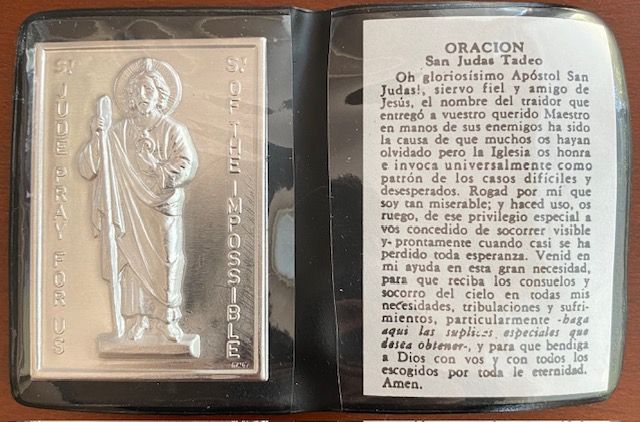 St JUDE PRAY FOR US
St OF THE IMPOSSIBLE
ORACION
San Judas Tadeo
Oh gloriosísimo Apóstol San
Judas!, siervo fiel y amigo de
Jesús, el nombre del traidor que
entregó a vuestro querido Maestro
en manos de sus enemigos ha sido
la causa de que muchos os hayan
olvidado pero la Iglesia os honra
e invoca universalmente como
patrón de los casos difíciles y
desesperados. Rogad por mí que
soy tan miserable; y haced uso, os
ruego, de ese privilegio especial a
vos concedido de socorrer visible
y prontamente cuando casi se ha
perdido toda esperanza. Venid en
mi ayuda en esta gran necesidad,
para que reciba los consuelos y
socorro del cielo en todas mis
necesidades, tribulaciones y sufri-
mientos, particularmente -haga
aquí las suplicas especiales que
desea obtener-, y para que bendiga
a Dios con vos y con todos los
escogidos por toda le eternidad.
Amen.